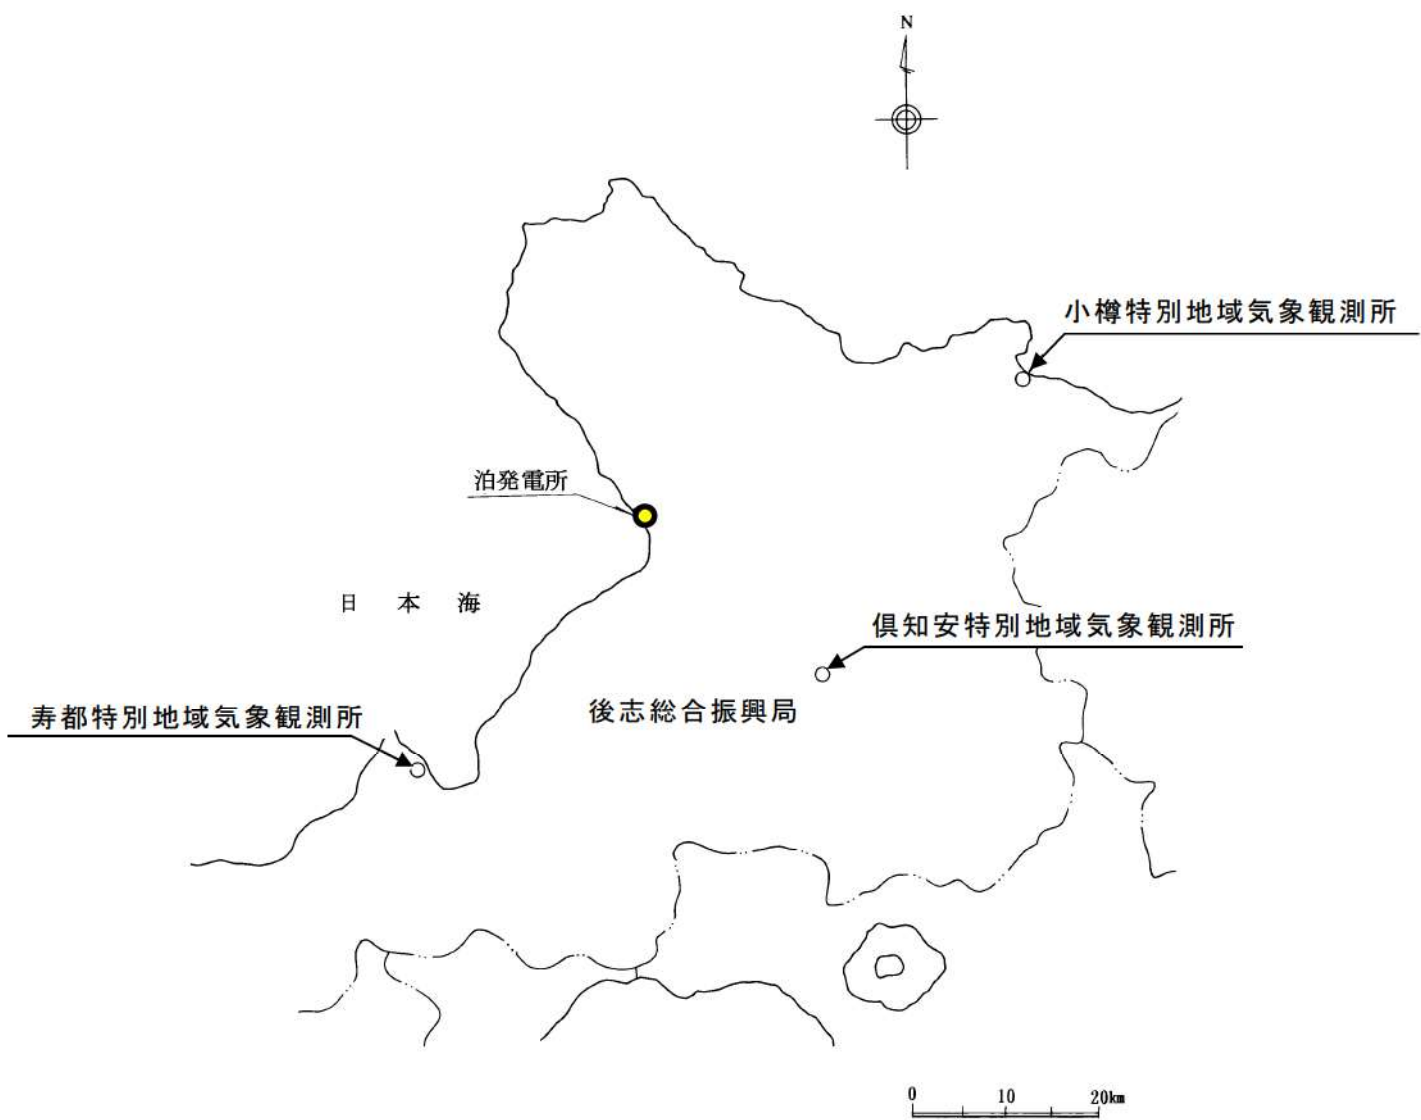 N
小樽特別地域気象観測所
泊発電所
日本海
倶知安特別地域気象観測所
後志総合振興局
寿都特別地域気象観測所
0 10 20km